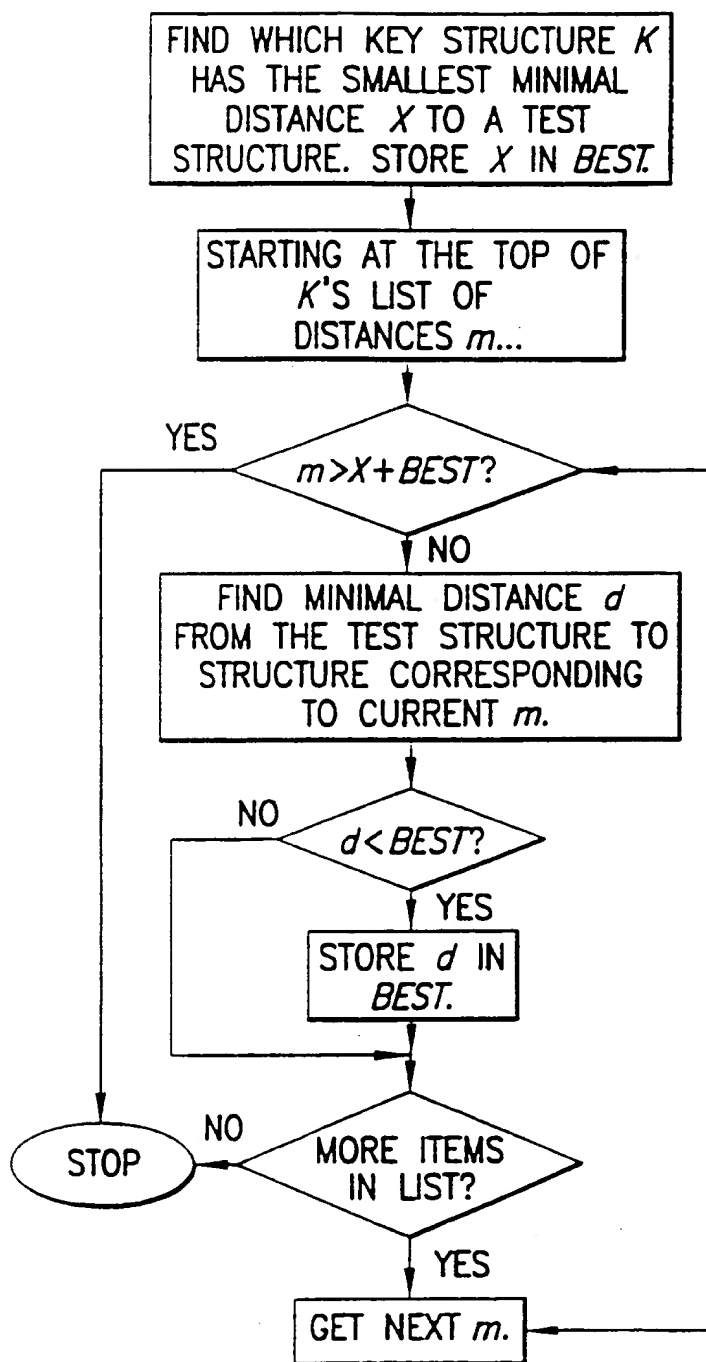 FIND WHICH KEY STRUCTURE K
HAS THE SMALLEST MINIMAL
DISTANCE X TO A TEST
STRUCTURE. STORE X IN BEST.
STARTING AT THE TOP OF
K'S LIST OF
DISTANCES m...
YES
m>X+BEST?
NO
FIND MINIMAL DISTANCE d
FROM THE TEST STRUCTURE TO
STRUCTURE CORRESPONDING
TO CURRENT m.
NO
d<BEST?
YES
STORE d IN
BEST.
STOP
NO
MORE ITEMS
IN LIST?
YES
GET NEXT m.